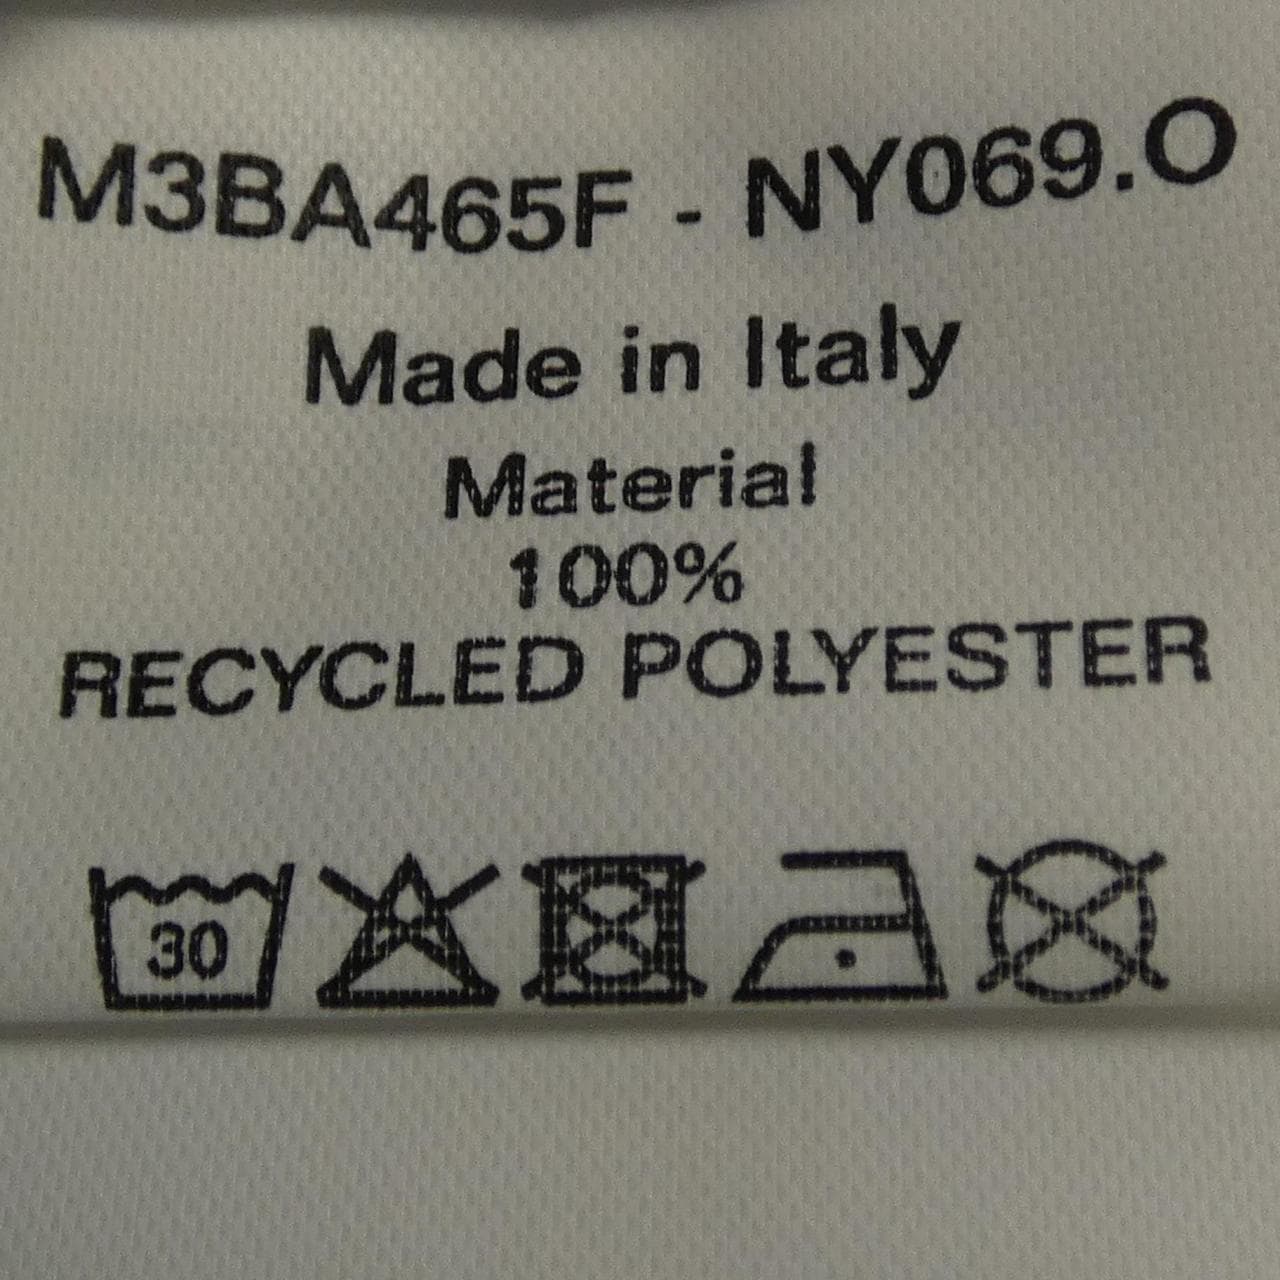 M3BA465F - NY069.O
Made in Italy
Material
100%
RECYCLED POLYESTER
30